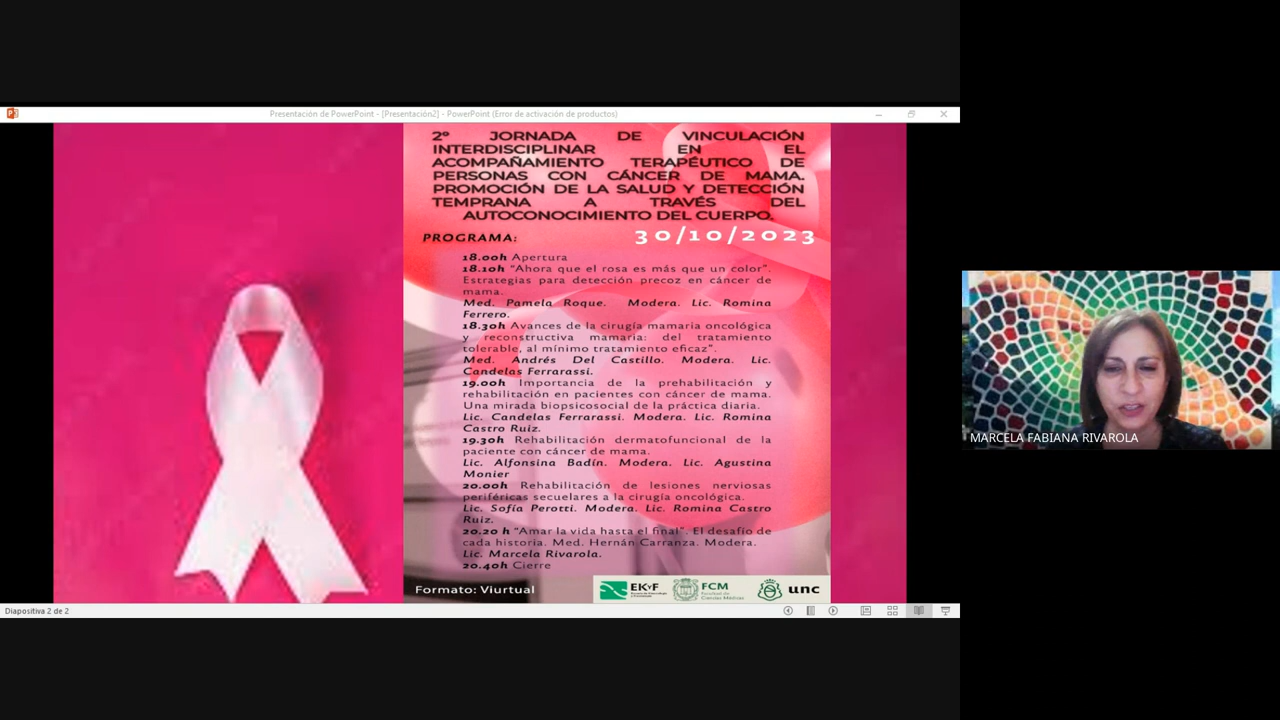 Presentación de PowerPoint - [Presentación2] - PowerPoint (Error de activación de productos)
2º JORNADA DE VINCULACIÓN
INTERDISCIPLINAR EN EL
ACOMPAÑAMIENTO TERAPÉUTICO DE
PERSONAS CON CÁNCER DE MAMA.
PROMOCIÓN DE LA SALUD Y DETECCIÓN
TEMPRANA A TRAVÉS DEL
AUTOCONOCIMIENTO DEL CUERPO.
PROGRAMA: 30/10/2023
18.00h Apertura
18.10h "Ahora que el rosa es más que un color".
Estrategias para detección precoz en cáncer de
mama.
Med. Pamela Roque. Modera. Lic. Romina
Ferrero.
18.30h Avances de la cirugía mamaria oncológica
y reconstructiva mamaria: del tratamiento
tolerable, al mínimo tratamiento eficaz".
Med. Andrés Del Castillo. Modera. Lic.
Candelas Ferrarassi.
19.00h Importancia de la prehabilitación y
rehabilitación en pacientes con cáncer de mama.
Una mirada biopsicosocial de la práctica diaria.
Lic. Candelas Ferrarassi. Modera. Lic. Romina
Castro Ruiz.
19.30h Rehabilitación dermatofuncional de la
paciente con cáncer de mama.
Lic. Alfonsina Badín. Modera. Lic. Agustina
Monier
20.00h Rehabilitación de lesiones nerviosas
periféricas secuelares a la cirugía oncológica.
Lic. Sofía Perotti. Modera. Lic. Romina Castro
Ruiz.
20.20 h "Amar la vida hasta el final". El desafío de
cada historia. Med. Hernán Carranza. Modera.
Lic. Marcela Rivarola.
20.40h Cierre
Formato: Viurtual
EKyF
FCM
Facultad de
Ciencias Médicas
unc
Diapositiva 2 de 2
MARCELA FABIANA RIVAROLA